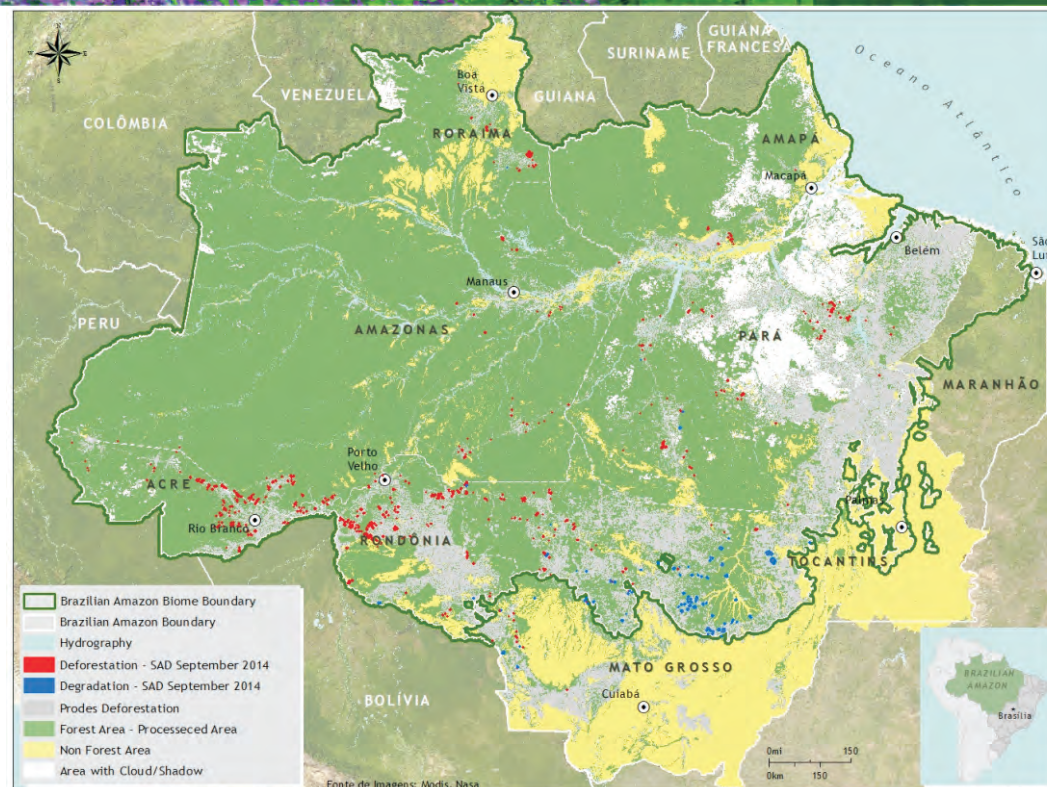 N
W
E
S
COLÔMBIA
VENEZUELA
GUIANA
SURINAME
GUIANA
FRANCESA
Oceano Atlântico
Boa
Vista
RORAIMA
AMAPÁ
Macapá
Belém
São
Manaus
AMAZONAS
PARÁ
PERU
MARANHÃO
Porto
Velho
ACRE
Rio Branco
RONDÔNIA
Palmas
TOCANTINS
MATO GROSSO
BOLÍVIA
Cuiabá
Brazilian Amazon Biome Boundary
Brazilian Amazon Boundary
Hydrography
Deforestation - SAD September 2014
Degradation - SAD September 2014
Prodes Deforestation
Forest Area - Processeced Area
Non Forest Area
Area with Cloud/Shadow
Fonte de Imagens: Modis, Nasa
0mi 150
0km 150
BRAZILIAN
AMAZON
Brasília